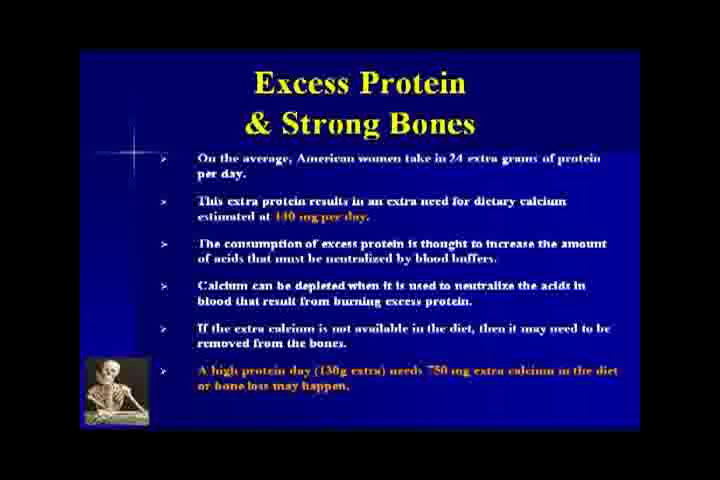 Excess Protein
& Strong Bones
On the average, American women take in 24 extra grams of protein
per day.
This extra protein results in an extra need for dietary calcium
estimated at 140 mg per day.
The consumption of excess protein is thought to increase the amount
of acids that must be neutralized by blood buffers.
Calcium can be depleted when it is used to neutralize the acids in
blood that result from burning excess protein.
If the extra calcium is not available in the diet, then it may need to be
removed from the bones.
A high protein day (130g extra) needs 750 mg extra calcium in the diet
or bone loss may happen.